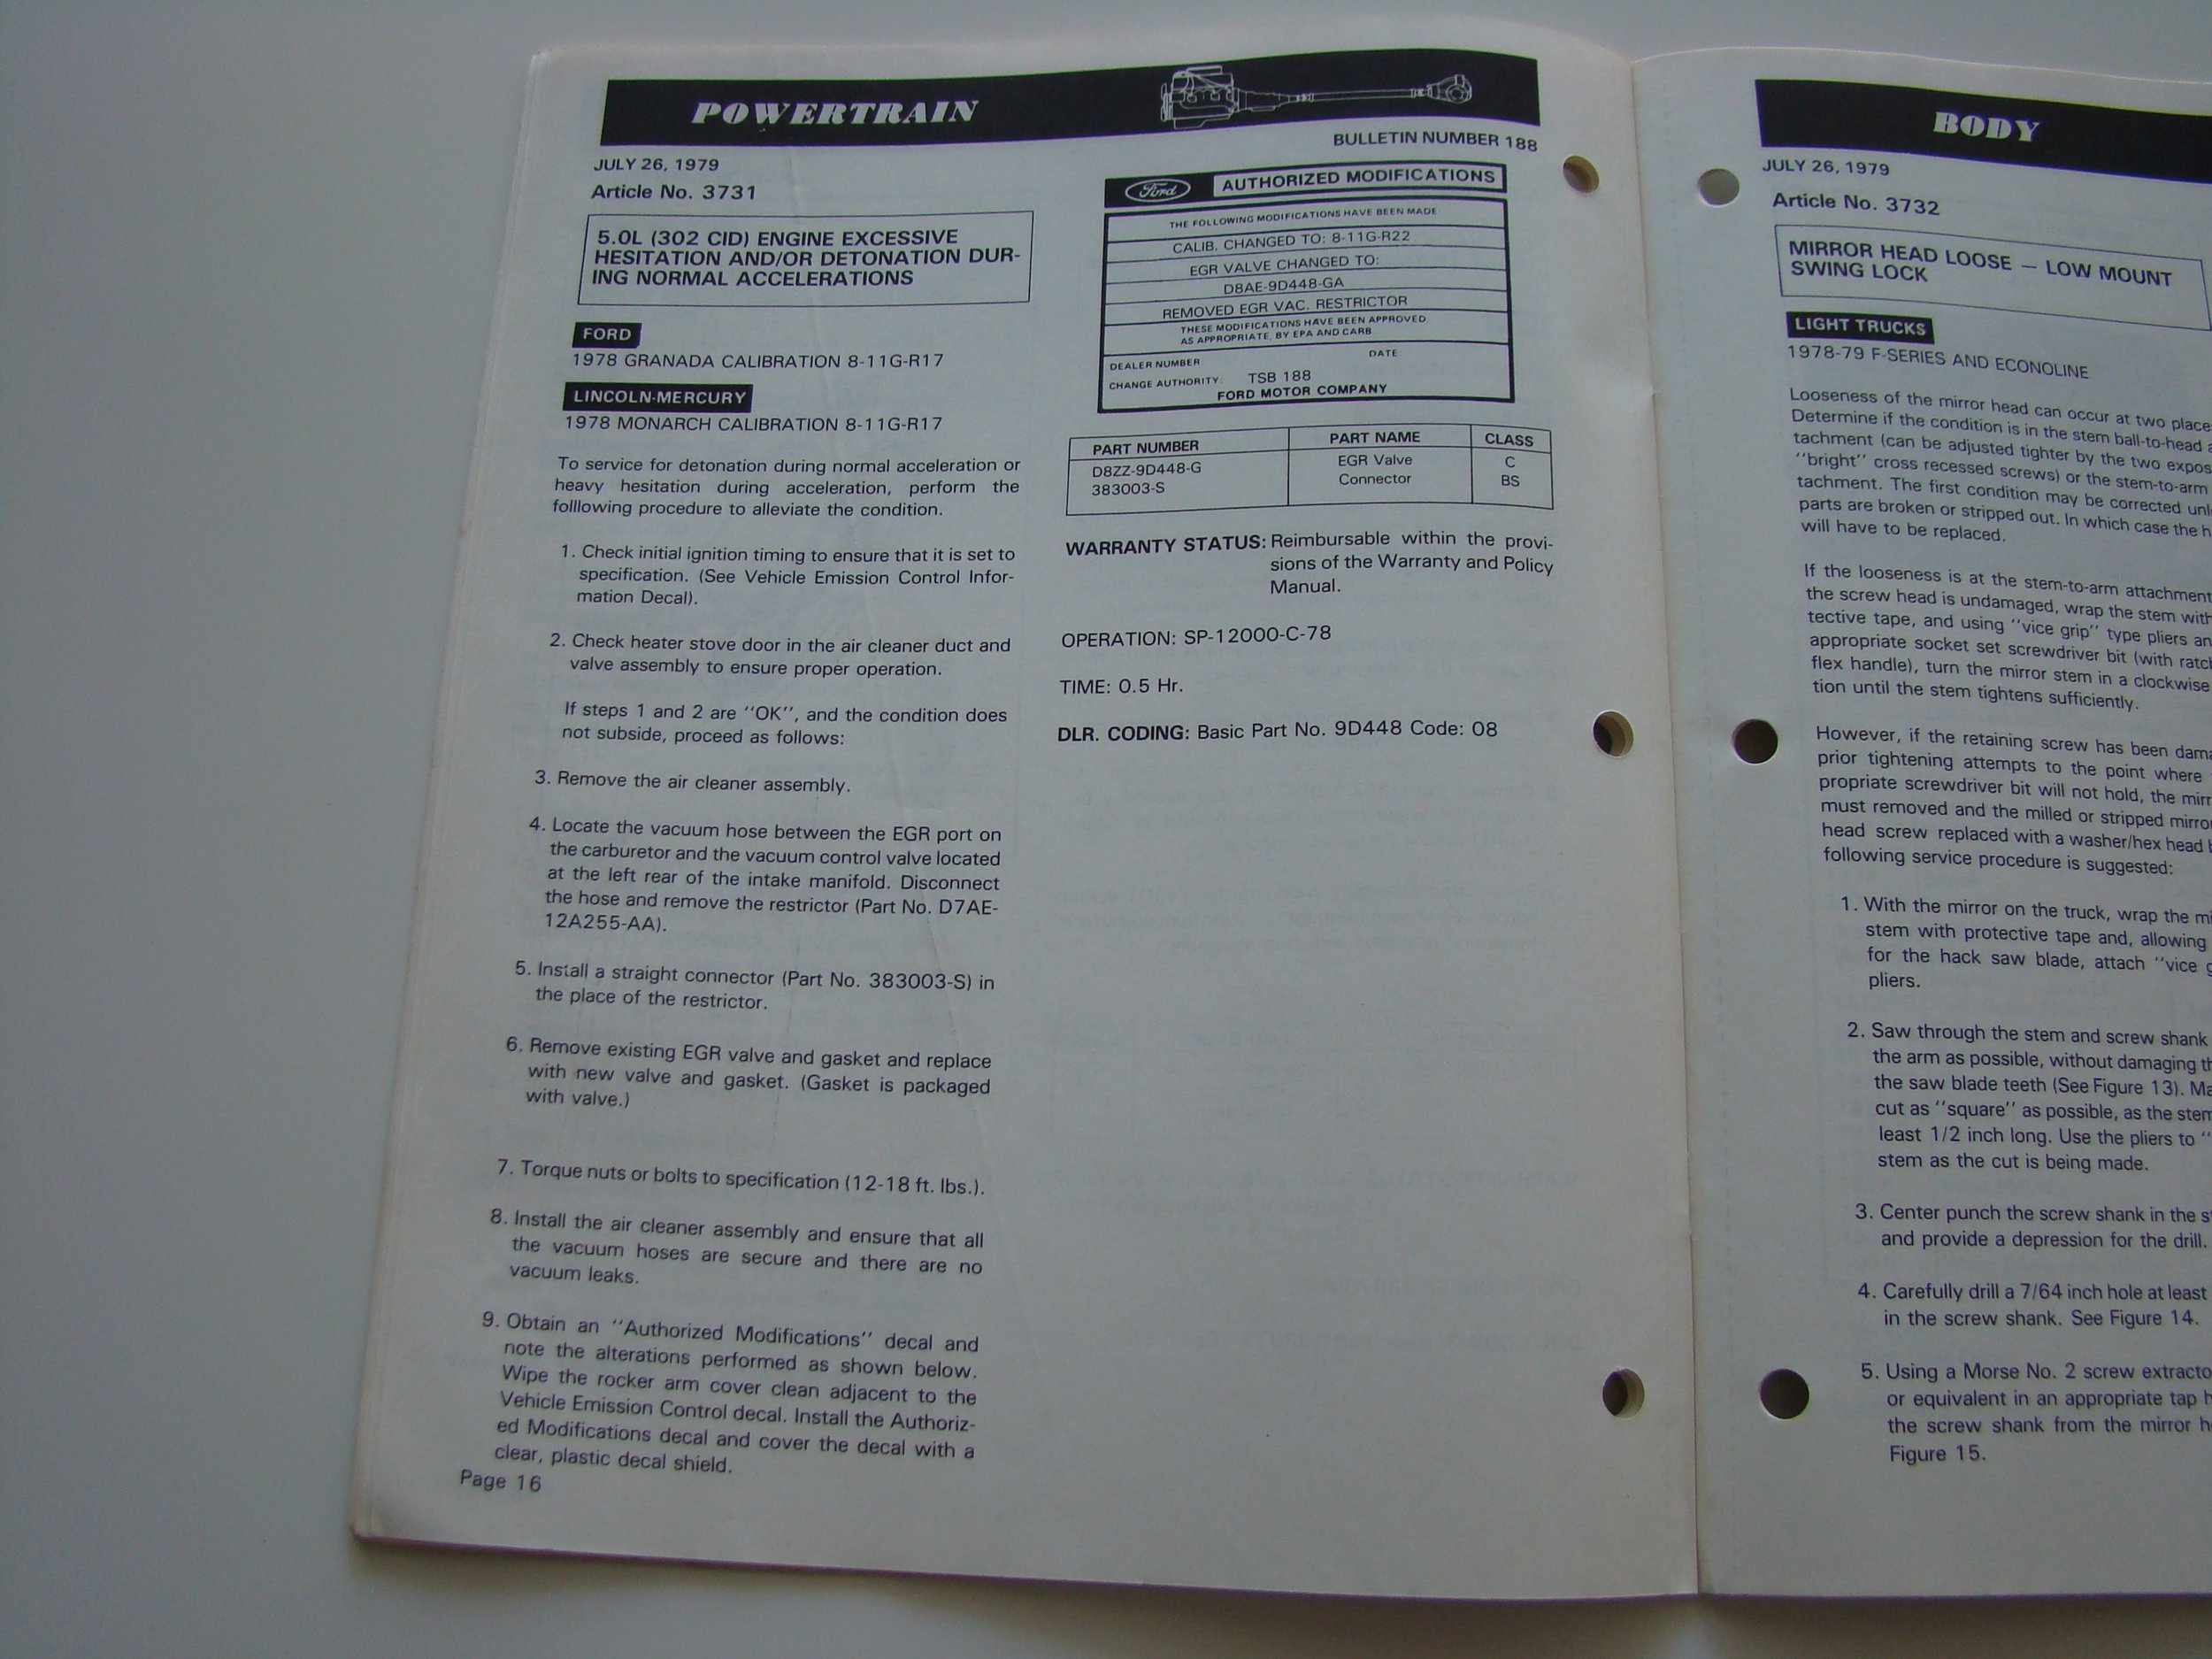 POWERTRAIN
BULLETIN NUMBER 188
JULY 26, 1979
Article No. 3731
5.0L (302 CID) ENGINE EXCESSIVE
HESITATION AND/OR DETONATION DUR-
ING NORMAL ACCELERATIONS
FORD
1978 GRANADA CALIBRATION 8-11G-R17
LINCOLN-MERCURY
1978 MONARCH CALIBRATION 8-11G-R17
To service for detonation during normal acceleration or
heavy hesitation during acceleration, perform the
folllowing procedure to alleviate the condition.
1. Check initial ignition timing to ensure that it is set to
specification. (See Vehicle Emission Control Infor-
mation Decal).
2. Check heater stove door in the air cleaner duct and
valve assembly to ensure proper operation.
If steps 1 and 2 are ''OK'', and the condition does
not subside, proceed as follows:
3. Remove the air cleaner assembly.
4. Locate the vacuum hose between the EGR port on
the carburetor and the vacuum control valve located
at the left rear of the intake manifold. Disconnect
the hose and remove the restrictor (Part No. D7AE-
12A255-AA).
5. Install a straight connector (Part No. 383003-S) in
the place of the restrictor.
6. Remove existing EGR valve and gasket and replace
with new valve and gasket. (Gasket is packaged
with valve.)
7. Torque nuts or bolts to specification (12-18 ft. lbs.).
8. Install the air cleaner assembly and ensure that all
the vacuum hoses are secure and there are no
vacuum leaks.
9. Obtain an ''Authorized Modifications'' decal and
note the alterations performed as shown below.
Wipe the rocker arm cover clean adjacent to the
Vehicle Emission Control decal. Install the Authoriz-
ed Modifications decal and cover the decal with a
clear, plastic decal shield.
Page 16
Ford AUTHORIZED MODIFICATIONS
THE FOLLOWING MODIFICATIONS HAVE BEEN MADE
CALIB. CHANGED TO: 8-11G-R22
EGR VALVE CHANGED TO:
D8AE-9D448-GA
REMOVED EGR VAC. RESTRICTOR
THESE MODIFICATIONS HAVE BEEN APPROVED,
AS APPROPRIATE, BY EPA AND CARB
DEALER NUMBER DATE
CHANGE AUTHORITY: TSB 188
FORD MOTOR COMPANY
PART NUMBER PART NAME CLASS
D8ZZ-9D448-G EGR Valve C
383003-S Connector BS
WARRANTY STATUS: Reimbursable within the provi-
sions of the Warranty and Policy
Manual.
OPERATION: SP-12000-C-78
TIME: 0.5 Hr.
DLR. CODING: Basic Part No. 9D448 Code: 08
BODY
JULY 26, 1979
Article No. 3732
MIRROR HEAD LOOSE — LOW MOUNT
SWING LOCK
LIGHT TRUCKS
1978-79 F-SERIES AND ECONOLINE
Looseness of the mirror head can occur at two
Determine if the condition is in the stem ball-to-head
tachment (can be adjusted tighter by the two
''bright'' cross recessed screws) or the stem-to-arm
tachment. The first condition may be corrected
parts are broken or stripped out. In which case the
will have to be replaced.
If the looseness is at the stem-to-arm attachment
the screw head is undamaged, wrap the stem with
tective tape, and using ''vice grip'' type pliers
appropriate socket set screwdriver bit (with
flex handle), turn the mirror stem in a clockwise
tion until the stem tightens sufficiently.
However, if the retaining screw has been
prior tightening attempts to the point where
propriate screwdriver bit will not hold, the
must removed and the milled or stripped
head screw replaced with a washer/hex head
following service procedure is suggested:
1. With the mirror on the truck, wrap the
stem with protective tape and, allowing
for the hack saw blade, attach ''vice
pliers.
2. Saw through the stem and screw shank
the arm as possible, without damaging
the saw blade teeth (See Figure 13).
cut as ''square'' as possible, as the
least 1/2 inch long. Use the pliers to
stem as the cut is being made.
3. Center punch the screw shank in the
and provide a depression for the drill.
4. Carefully drill a 7/64 inch hole at least
in the screw shank. See Figure 14.
5. Using a Morse No. 2 screw
or equivalent in an appropriate tap
the screw shank from the mirror
Figure 15.